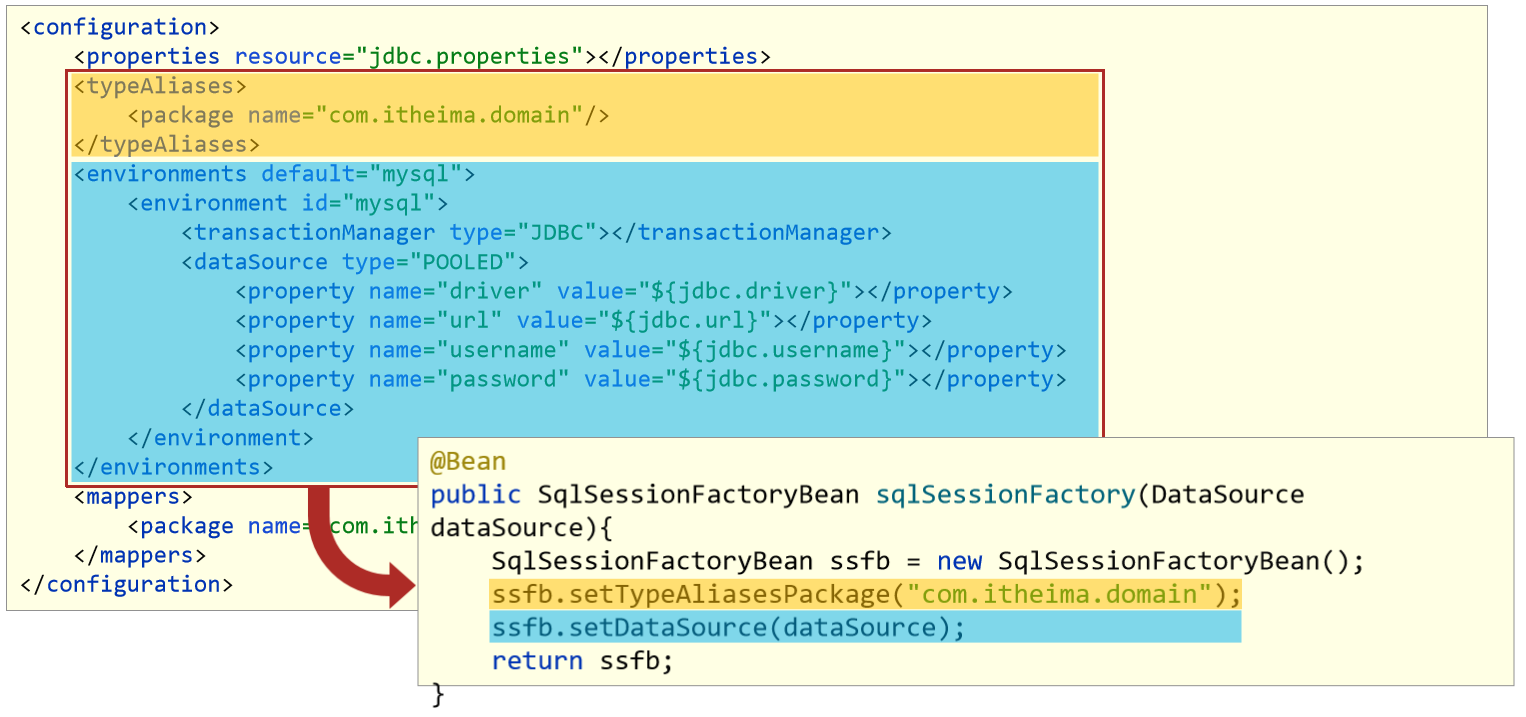 <configuration>
<properties resource="jdbc.properties"></properties>
<typeAliases>
<package name="com.itheima.domain"/>
</typeAliases>
<environments default="mysql">
<environment id="mysql">
<transactionManager type="JDBC"></transactionManager>
<dataSource type="POOLED">
<property name="driver" value="${jdbc.driver}"></property>
<property name="url" value="${jdbc.url}"></property>
<property name="username" value="${jdbc.username}"></property>
<property name="password" value="${jdbc.password}"></property>
</dataSource>
</environment>
</environments>
<mappers>
<package name= com.ith
</mappers>
</configuration>
@Bean
public SqlSessionFactoryBean sqlSessionFactory(DataSource
dataSource){
SqlSessionFactoryBean ssfb = new SqlSessionFactoryBean();
ssfb.setTypeAliasesPackage("com.itheima.domain");
ssfb.setDataSource(dataSource);
return ssfb;
}